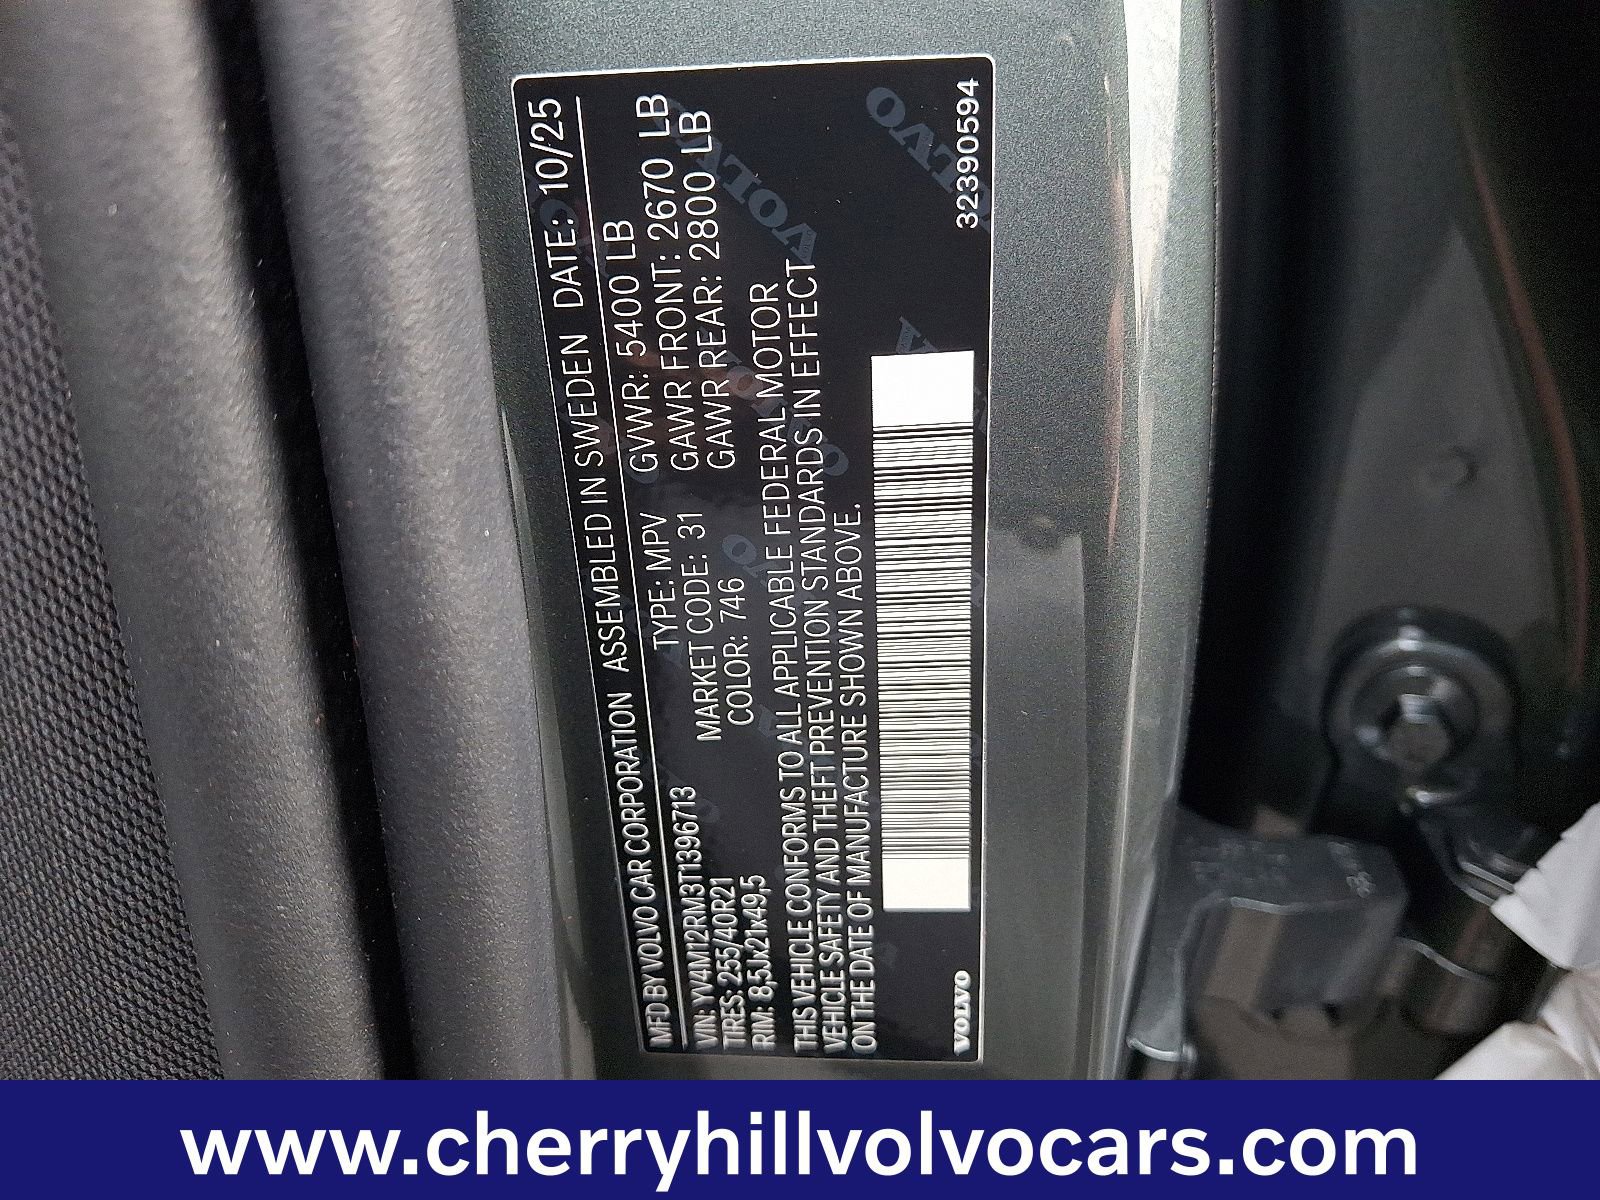 MFD BY VOLVO CAR CORPORATION ASSEMBLED IN SWEDEN DATE: 10/25
VIN: YV4M12RM3T1396713 TYPE: MPV GVWR: 5400 LB
TIRES: 255/40R21 MARKET CODE: 31 GAWR FRONT: 2670 LB
RIM: 8,5Jx21x49,5 COLOR: 746 GAWR REAR: 2800 LB
THIS VEHICLE CONFORMS TO ALL APPLICABLE FEDERAL MOTOR
VEHICLE SAFETY AND THEFT PREVENTION STANDARDS IN EFFECT
ON THE DATE OF MANUFACTURE SHOWN ABOVE.
VOLVO 32390594
www.cherryhillvolvocars.com